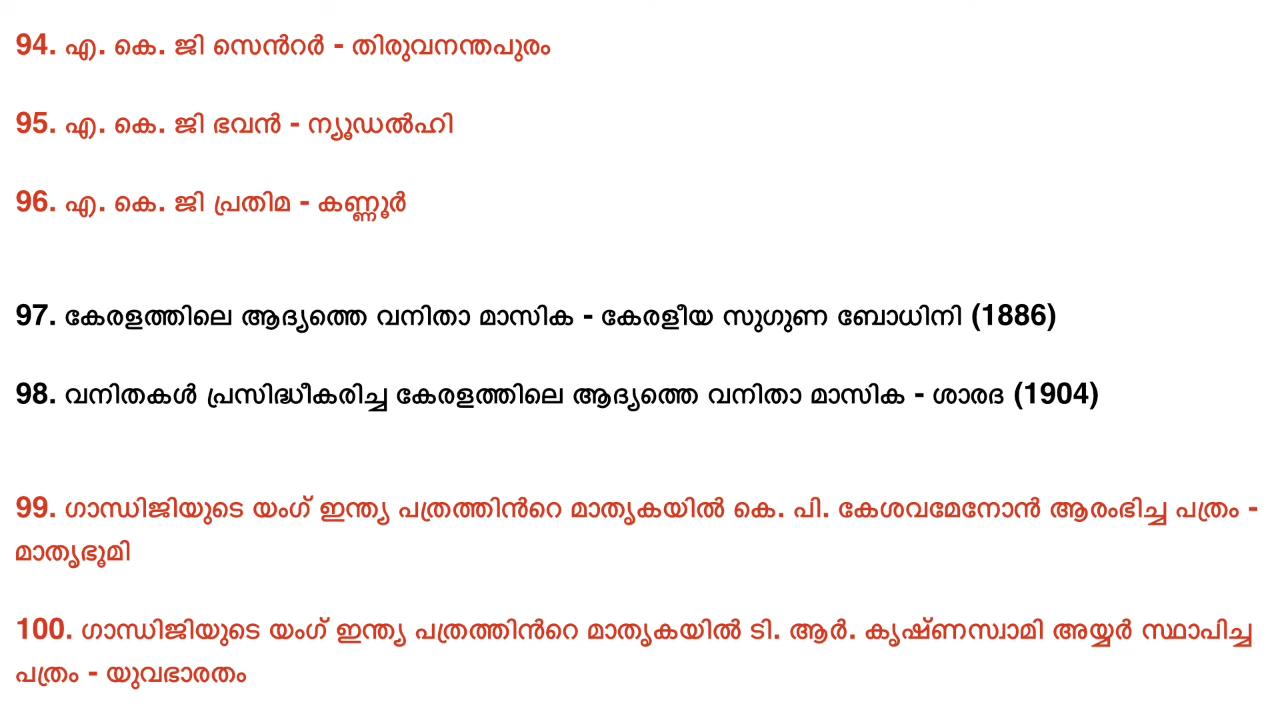 94. എ. കെ. ജി സെൻറർ - തിരുവനന്തപുരം
95. എ. കെ. ജി ഭവൻ - ന്യൂഡൽഹി
96. എ. കെ. ജി പ്രതിമ - കണ്ണൂർ
97. കേരളത്തിലെ ആദ്യത്തെ വനിതാ മാസിക - കേരളീയ സുഗുണ ബോധിനി (1886)
98. വനിതകൾ പ്രസിദ്ധീകരിച്ച കേരളത്തിലെ ആദ്യത്തെ വനിതാ മാസിക - ശാരദ (1904)
99. ഗാന്ധിജിയുടെ യംഗ് ഇന്ത്യ പത്രത്തിൻറെ മാതൃകയിൽ കെ. പി. കേശവമേനോൻ ആരംഭിച്ച പത്രം -
മാതൃഭൂമി
100. ഗാന്ധിജിയുടെ യംഗ് ഇന്ത്യ പത്രത്തിൻറെ മാതൃകയിൽ ടി. ആർ. കൃഷ്ണസ്വാമി അയ്യർ സ്ഥാപിച്ച
പത്രം - യുവഭാരതം